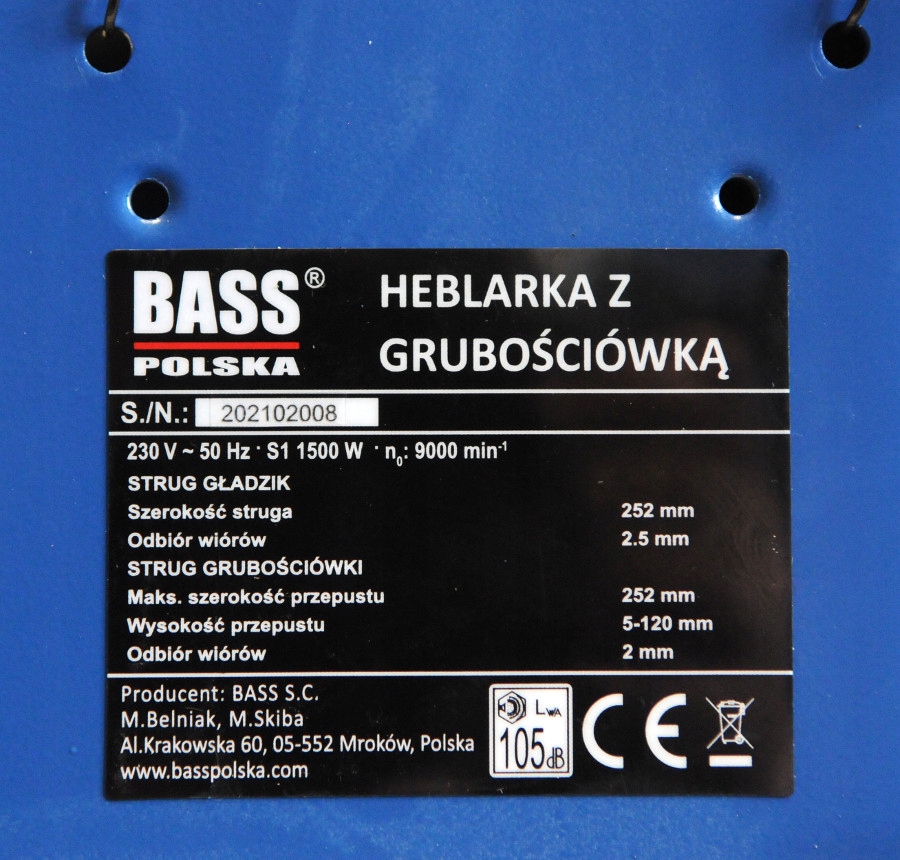 BASS®
POLSKA
HEBLARKA Z
GRUBOŚCIÓWKĄ
S./N.: 202102008
230 V ~ 50 Hz · S1 1500 W · n₀: 9000 min⁻¹
STRUG GŁADZIK
Szerokość struga 252 mm
Odbiór wiórów 2.5 mm
STRUG GRUBOŚCIÓWKI
Maks. szerokość przepustu 252 mm
Wysokość przepustu 5-120 mm
Odbiór wiórów 2 mm
Producent: BASS S.C.
M.Belniak, M.Skiba
Al.Krakowska 60, 05-552 Mroków, Polska
www.basspolska.com
LWA
105dB
CE